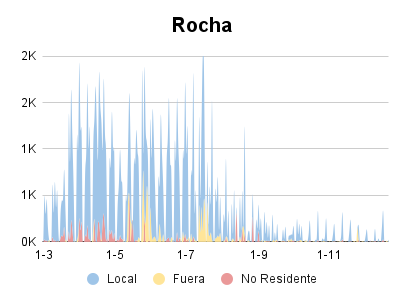 Rocha
2K
2K
1K
1K
0K
1-3 1-5 1-7 1-9 1-11
Local Fuera No Residente